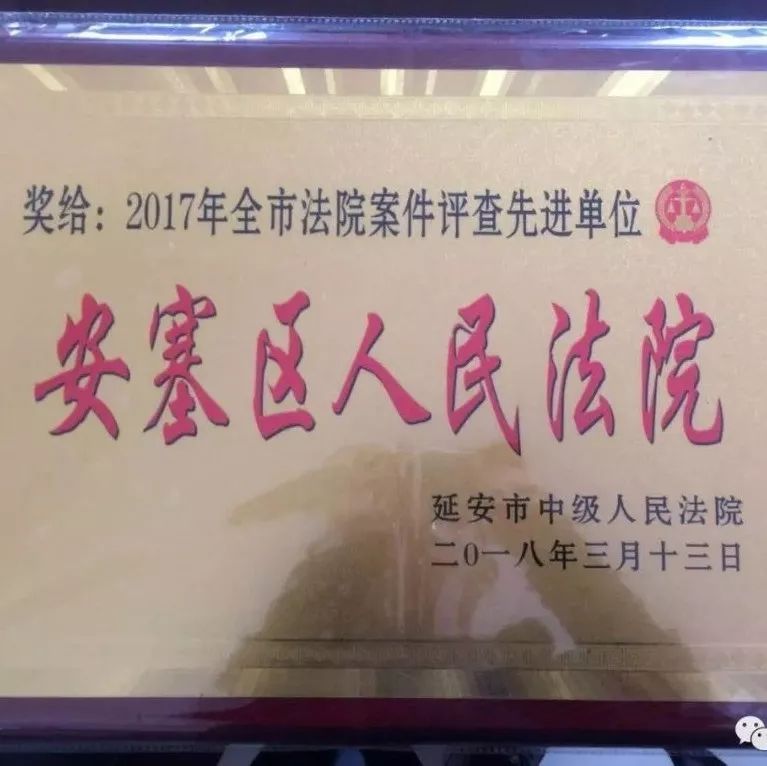 奖给：2017年全市法院案件评查先进单位
安塞区人民法院
延安市中级人民法院
二〇一八年三月十三日